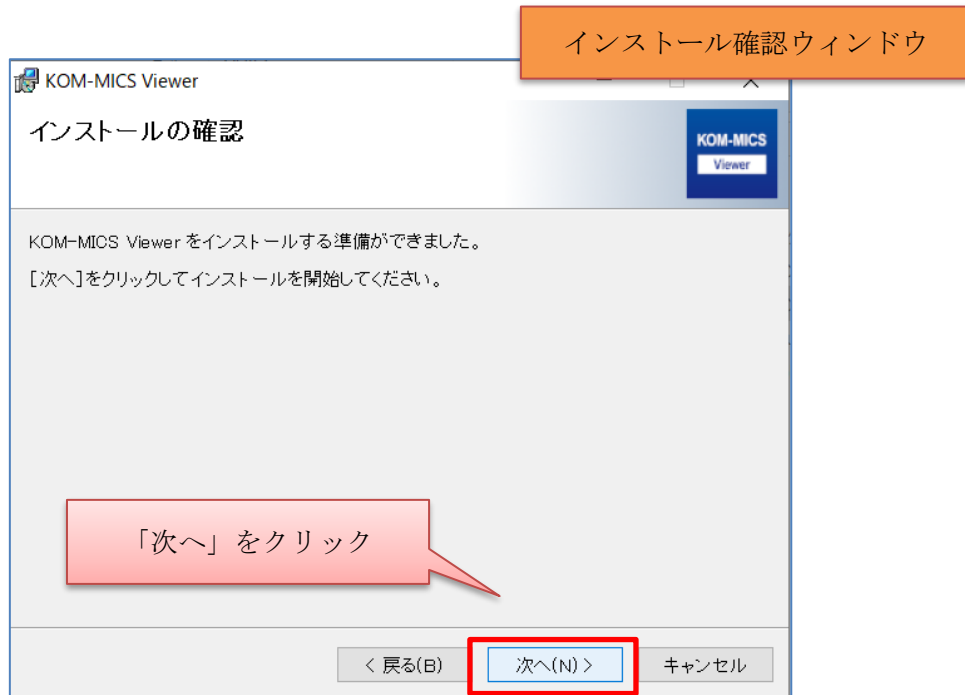 インストール確認ウィンドウ
KOM-MICS Viewer
インストールの確認
KOM-MICS
Viewer
KOM-MICS Viewer をインストールする準備ができました。
[次へ]をクリックしてインストールを開始してください。
「次へ」をクリック
< 戻る(B)
次へ(N) >
キャンセル